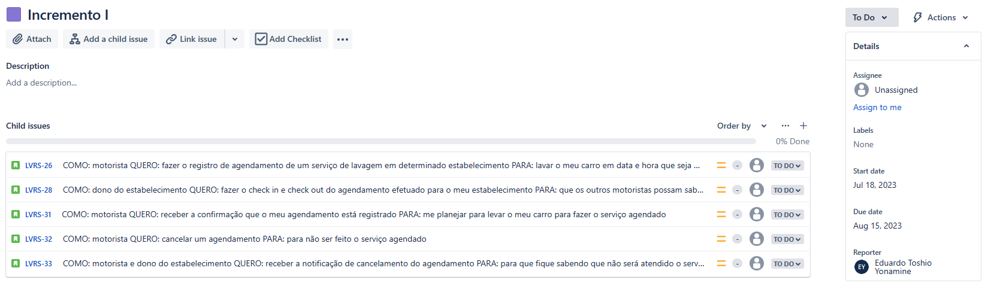 Incremento I
Attach
Add a child issue
Link issue
Add Checklist
Description
Add a description...
Child issues
Order by
0% Done
LVRS-26 COMO: motorista QUERO: fazer o registro de agendamento de um serviço de lavagem em determinado estabelecimento PARA: lavar o meu carro em data e hora que seja ... - TO DO
LVRS-28 COMO: dono do estabelecimento QUERO: fazer o check in e check out do agendamento efetuado para o meu estabelecimento PARA: que os outros motoristas possam sab... - TO DO
LVRS-31 COMO: motorista QUERO: receber a confirmação que o meu agendamento está registrado PARA: me planejar para levar o meu carro para fazer o serviço agendado - TO DO
LVRS-32 COMO: motorista QUERO: cancelar um agendamento PARA: para não ser feito o serviço agendado - TO DO
LVRS-33 COMO: motorista e dono do estabelecimento QUERO: receber a notificação de cancelamento do agendamento PARA: para que fique sabendo que não será atendido o serv... - TO DO
To Do
Actions
Details
Assignee
Unassigned
Assign to me
Labels
None
Start date
Jul 18, 2023
Due date
Aug 15, 2023
Reporter
EY
Eduardo Toshio
Yonamine